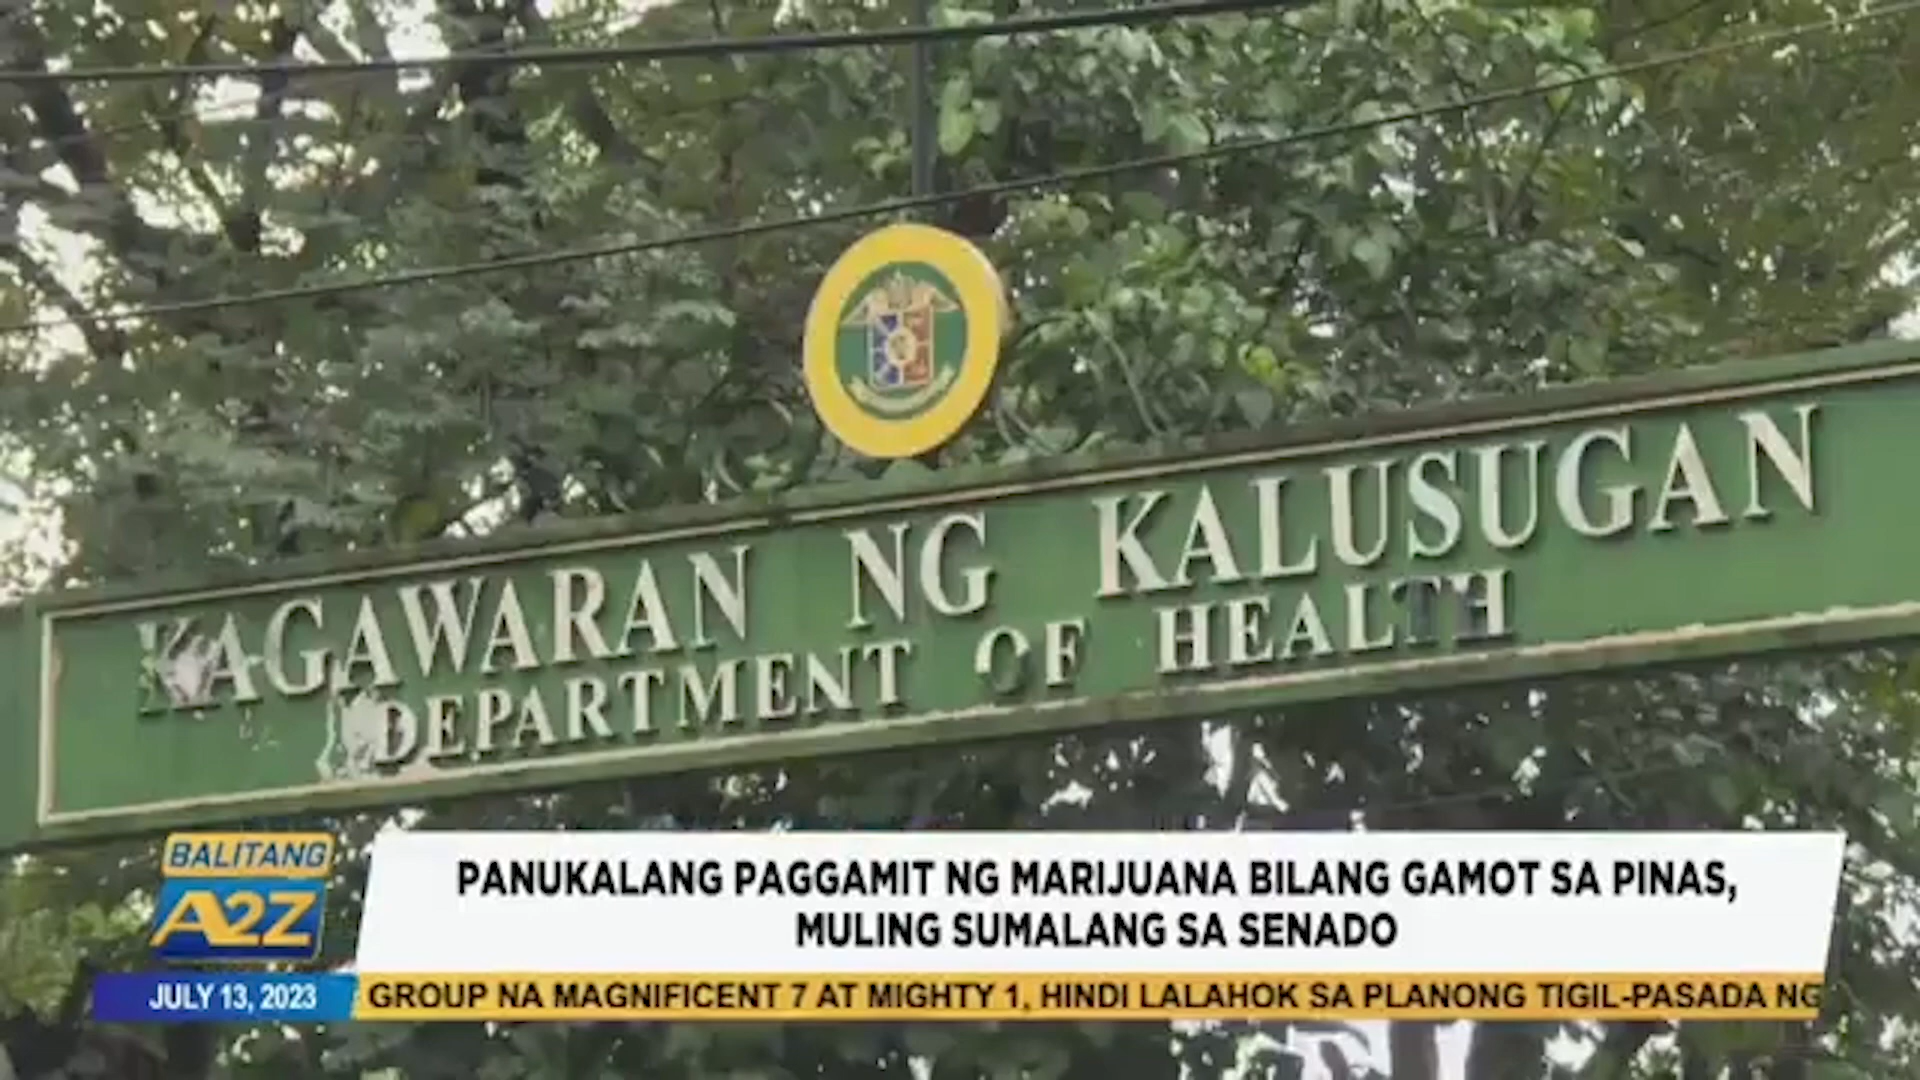 KAGAWARAN NG KALUSUGAN
DEPARTMENT OF HEALTH
BALITANG
A2Z
PANUKALANG PAGGAMIT NG MARIJUANA BILANG GAMOT SA PINAS,
MULING SUMALANG SA SENADO
JULY 13, 2023
GROUP NA MAGNIFICENT 7 AT MIGHTY 1, HINDI LALAHOK SA PLANONG TIGIL-PASADA NG